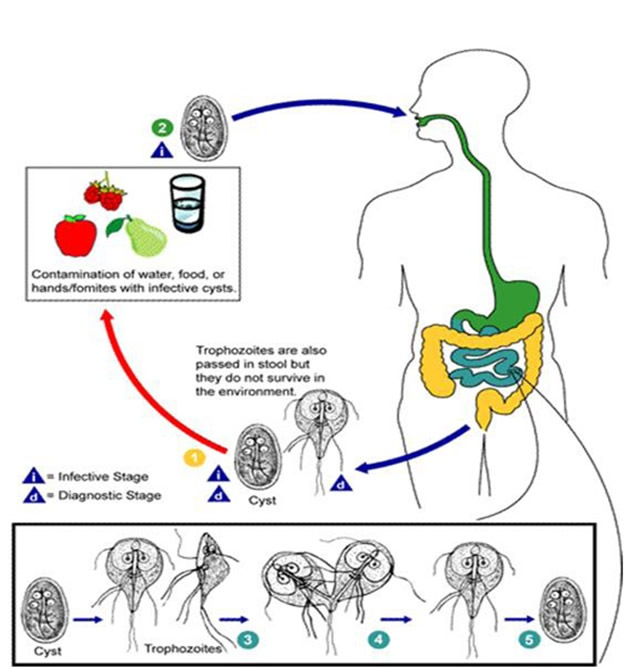 2
i
Contamination of water, food, or
hands/fomites with infective cysts.
Trophozoites are also
passed in stool but
they do not survive in
the environment.
1
i
d
d
Cyst
i = Infective Stage
d = Diagnostic Stage
Cyst
Trophozoites
3
4
5